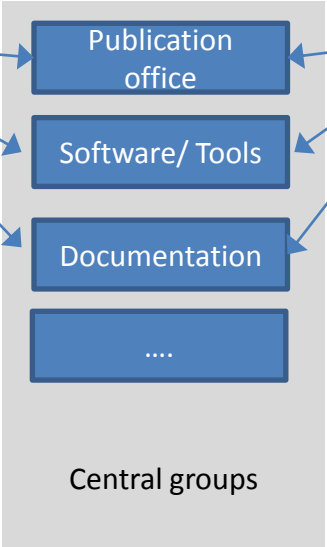 Publication
office
Software/ Tools
Documentation
....
Central groups